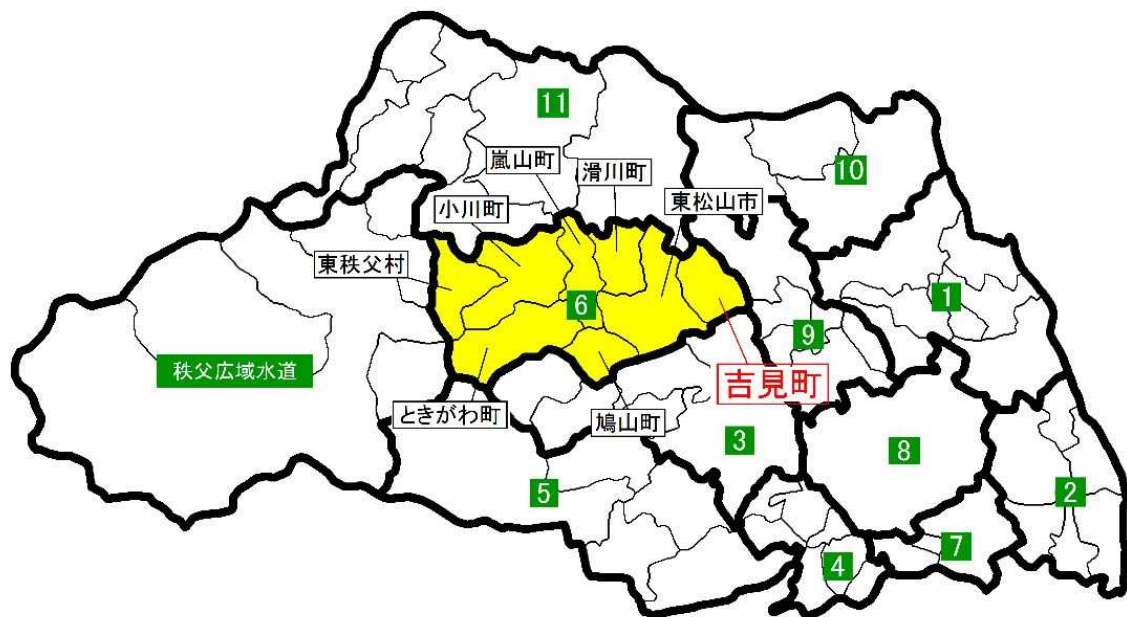 11
嵐山町
滑川町
10
小川町
東松山市
東秩父村
1
6
9
秩父広域水道
吉見町
ときがわ町
鳩山町
3
8
5
2
7
4